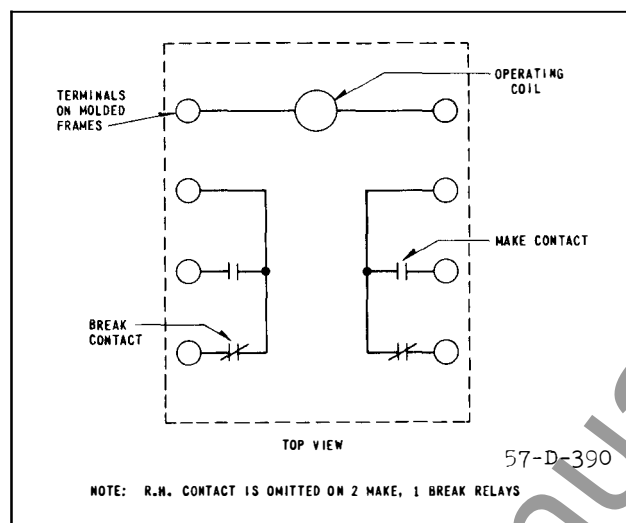 TERMINALS
ON MOLDED
FRAMES
OPERATING
COIL
MAKE CONTACT
BREAK
CONTACT
TOP VIEW
57-D-390
NOTE: R.H. CONTACT IS OMITTED ON 2 MAKE, 1 BREAK RELAYS